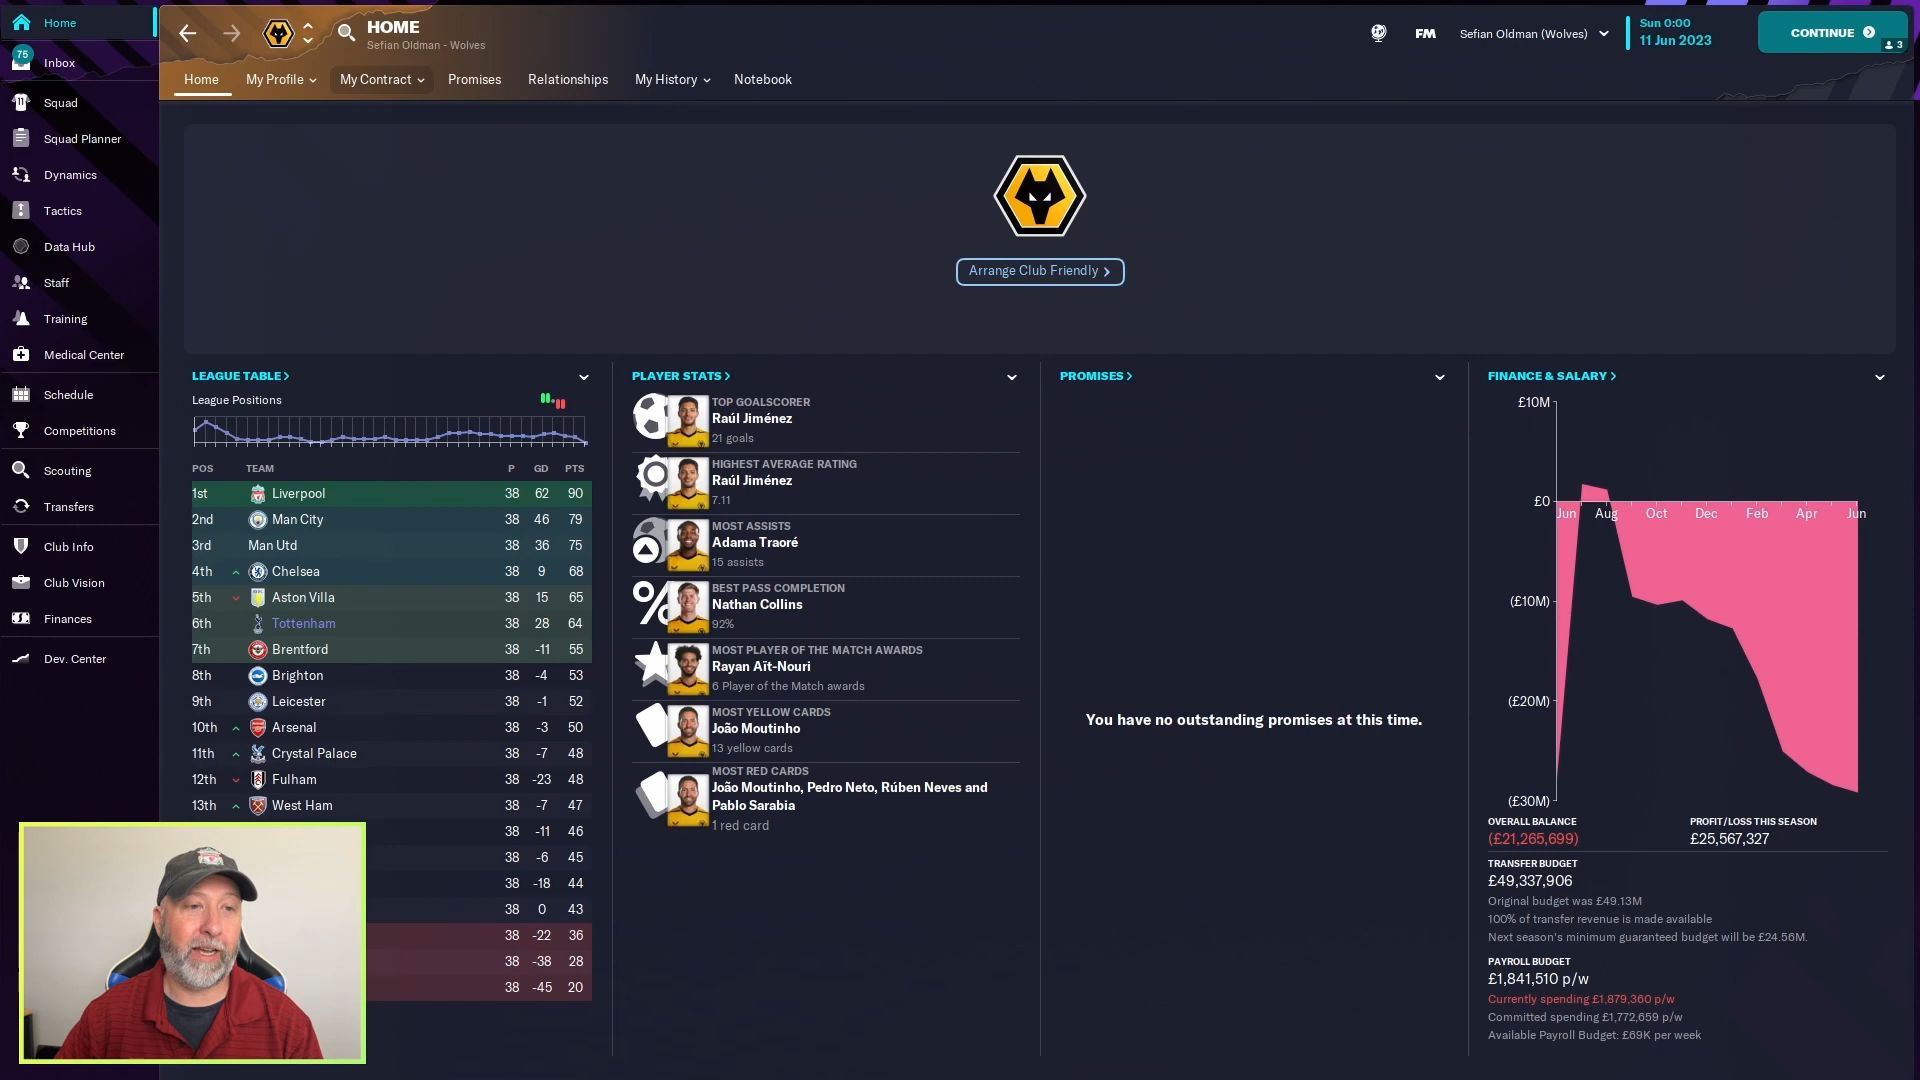 Home
75
Inbox
Squad
Squad Planner
Dynamics
Tactics
Data Hub
Staff
Training
Medical Center
Schedule
Competitions
Scouting
Transfers
Club Info
Club Vision
Finances
Dev. Center
HOME
Sefian Oldman - Wolves
FM
Sefian Oldman (Wolves)
Sun 0:00
11 Jun 2023
CONTINUE
3
Home My Profile My Contract Promises Relationships My History Notebook
Arrange Club Friendly
LEAGUE TABLE
League Positions
POS TEAM P GD PTS
1st Liverpool 38 62 90
2nd Man City 38 46 79
3rd Man Utd 38 36 75
4th Chelsea 38 9 68
5th Aston Villa 38 15 65
6th Tottenham 38 28 64
7th Brentford 38 -11 55
8th Brighton 38 -4 53
9th Leicester 38 -1 52
10th Arsenal 38 -3 50
11th Crystal Palace 38 -7 48
12th Fulham 38 -23 48
13th West Ham 38 -7 47
38 -11 46
38 -6 45
38 -18 44
38 0 43
38 -22 36
38 -38 28
38 -45 20
PLAYER STATS
TOP GOALSCORER
Raúl Jiménez
21 goals
HIGHEST AVERAGE RATING
Raúl Jiménez
7.11
MOST ASSISTS
Adama Traoré
15 assists
BEST PASS COMPLETION
Nathan Collins
92%
MOST PLAYER OF THE MATCH AWARDS
Rayan Aït-Nouri
6 Player of the Match awards
MOST YELLOW CARDS
João Moutinho
13 yellow cards
MOST RED CARDS
João Moutinho, Pedro Neto, Rúben Neves and
Pablo Sarabia
1 red card
PROMISES
You have no outstanding promises at this time.
FINANCE & SALARY
£10M
£0
Jun Aug Oct Dec Feb Apr Jun
(£10M)
(£20M)
(£30M)
OVERALL BALANCE
(£21,265,699)
PROFIT/LOSS THIS SEASON
£25,567,327
TRANSFER BUDGET
£49,337,906
Original budget was £49.13M
100% of transfer revenue is made available
Next season's minimum guaranteed budget will be £24.56M.
PAYROLL BUDGET
£1,841,510 p/w
Currently spending £1,879,360 p/w
Committed spending £1,772,659 p/w
Available Payroll Budget: £69K per week